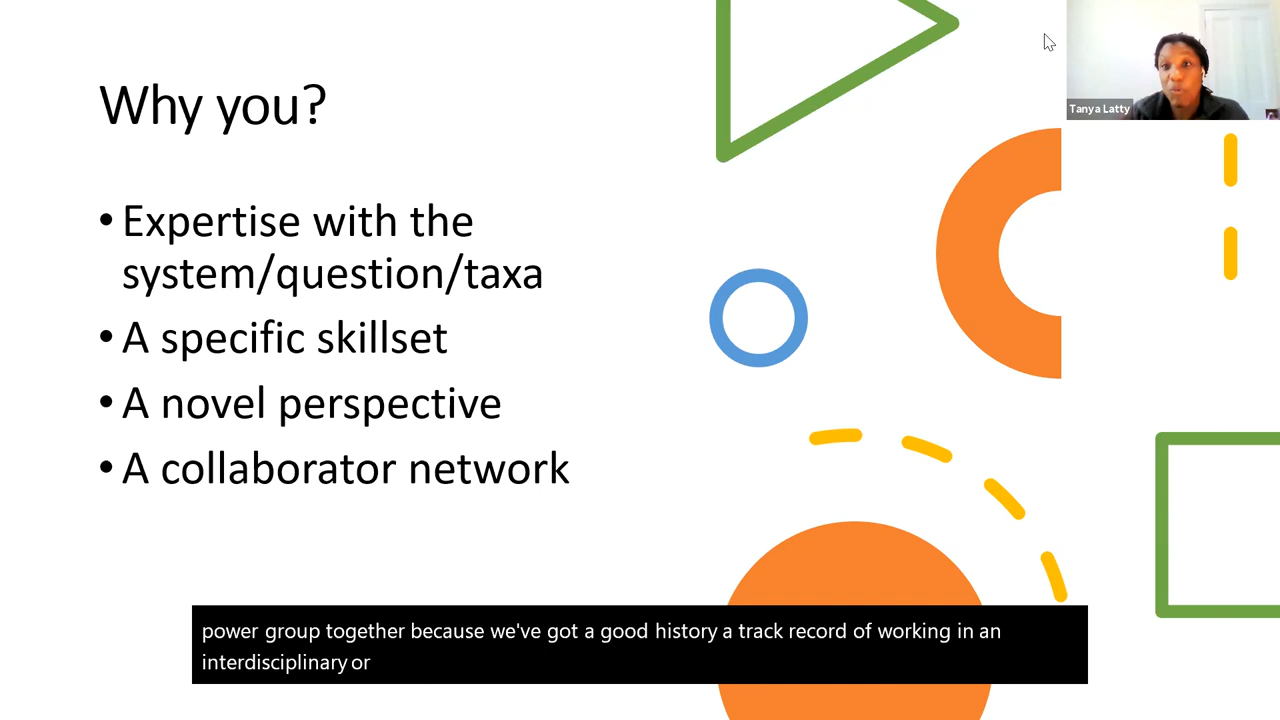 Why you?
• Expertise with the
system/question/taxa
• A specific skillset
• A novel perspective
• A collaborator network
Tanya Latty
power group together because we've got a good history a track record of working in an
interdisciplinary or